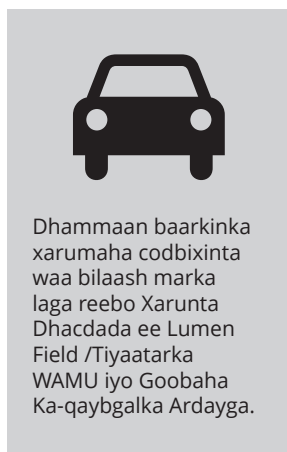 Dhammaan baarkinka
xarumaha codbixinta
waa bilaash marka
laga reebo Xarunta
Dhacdada ee Lumen
Field /Tiyaatarka
WAMU iyo Goobaha
Ka-qaybgalka Ardayga.